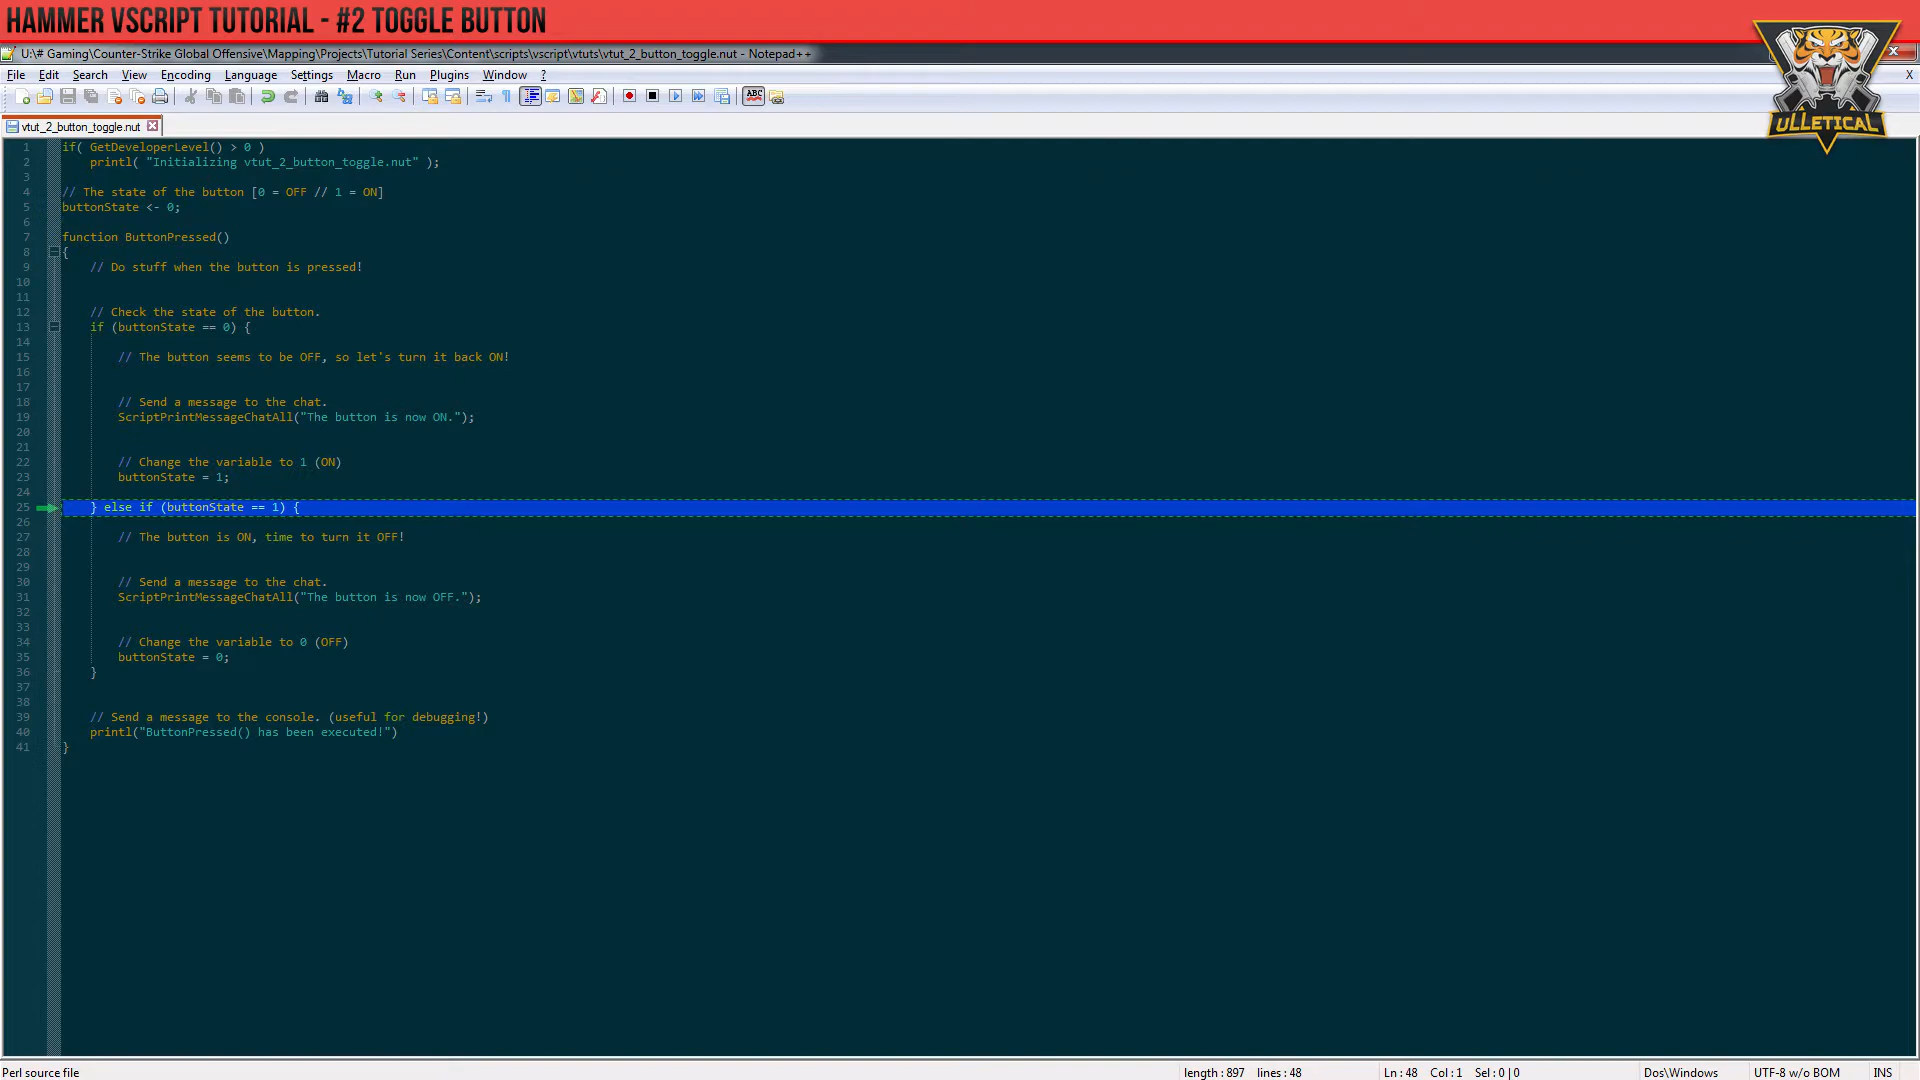 HAMMER VSCRIPT TUTORIAL - #2 TOGGLE BUTTON
U:\# Gaming\Counter-Strike Global Offensive\Mapping\Projects\Tutorial Series\Content\scripts\vscript\vtuts\vtut_2_button_toggle.nut - Notepad++
File Edit Search View Encoding Language Settings Macro Run Plugins Window ? X
ABC
ULLETICAL
vtut_2_button_toggle.nut
1 if( GetDeveloperLevel() > 0 )
2 printl( "Initializing vtut_2_button_toggle.nut" );
3
4 // The state of the button [0 = OFF // 1 = ON]
5 buttonState <- 0;
6
7 function ButtonPressed()
8 {
9 // Do stuff when the button is pressed!
10
11
12 // Check the state of the button.
13 if (buttonState == 0) {
14
15 // The button seems to be OFF, so let's turn it back ON!
16
17
18 // Send a message to the chat.
19 ScriptPrintMessageChatAll("The button is now ON.");
20
21
22 // Change the variable to 1 (ON)
23 buttonState = 1;
24
25 } else if (buttonState == 1) {
26
27 // The button is ON, time to turn it OFF!
28
29
30 // Send a message to the chat.
31 ScriptPrintMessageChatAll("The button is now OFF.");
32
33
34 // Change the variable to 0 (OFF)
35 buttonState = 0;
36 }
37
38
39 // Send a message to the console. (useful for debugging!)
40 printl("ButtonPressed() has been executed!")
41 }
Perl source file length : 897 lines : 48 Ln : 48 Col : 1 Sel : 0 | 0 Dos\Windows UTF-8 w/o BOM INS